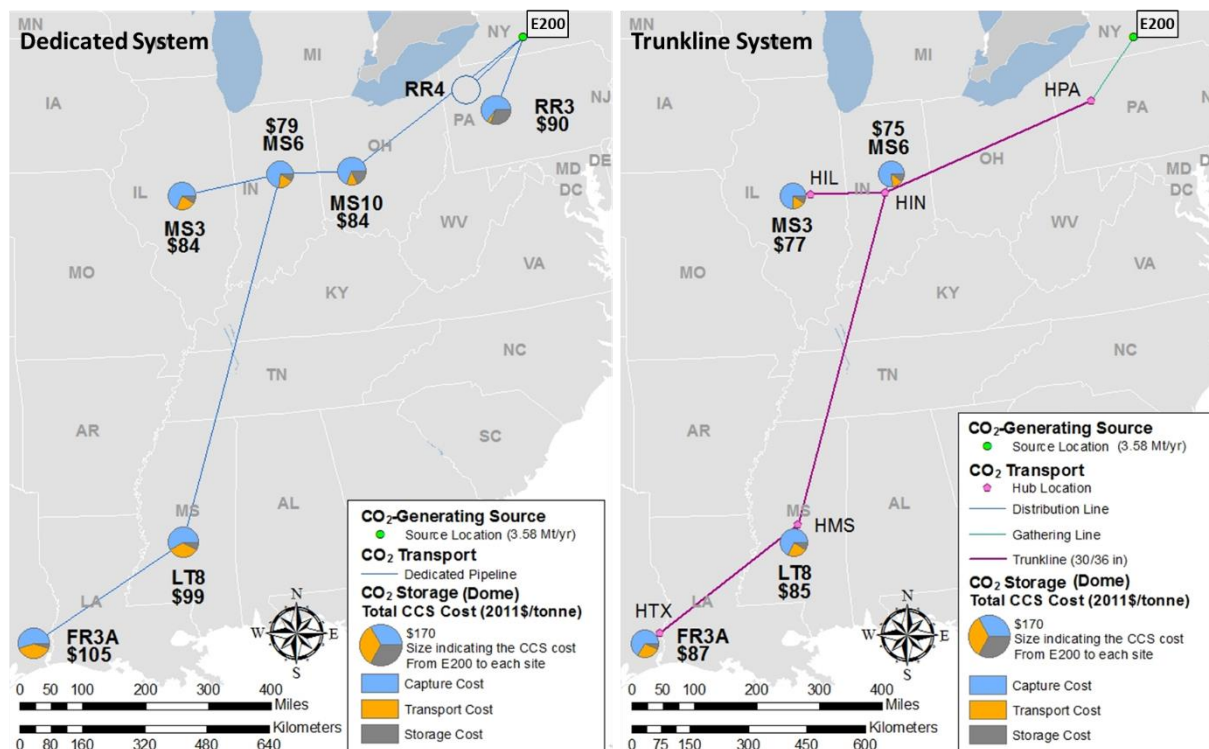 Dedicated System
MN
MI
NY
E200
IA
RR4
PA
RR3
$90
NJ
$79
MS6
OH
IL
IN
MS10
$84
MS3
$84
MD
DE
DC
WV
MO
VA
KY
NC
TN
AR
SC
MS
AL
LT8
$99
LA
FR3A
$105
CO2-Generating Source
Source Location (3.58 Mt/yr)
CO2 Transport
Dedicated Pipeline
CO2 Storage (Dome)
Total CCS Cost (2011$/tonne)
$170
Size indicating the CCS cost
From E200 to each site
Capture Cost
Transport Cost
Storage Cost
N
W
E
S
0 50 100 200 300 400
Miles
Kilometers
0 80 160 320 480 640
Trunkline System
MN
MI
NY
E200
IA
HPA
PA
NJ
$75
MS6
OH
IL
HIL
IN
HIN
MS3
$77
MD
DE
DC
WV
MO
VA
KY
NC
TN
AR
SC
MS
HMS
AL
LT8
$85
HTX
LA
FR3A
$87
CO2-Generating Source
Source Location (3.58 Mt/yr)
CO2 Transport
Hub Location
Distribution Line
Gathering Line
Trunkline (30/36 in)
CO2 Storage (Dome)
Total CCS Cost (2011$/tonne)
$170
Size indicating the CCS cost
From E200 to each site
Capture Cost
Transport Cost
Storage Cost
N
W
E
S
0 50 100 200 300 400
Miles
Kilometers
0 75 150 300 450 600